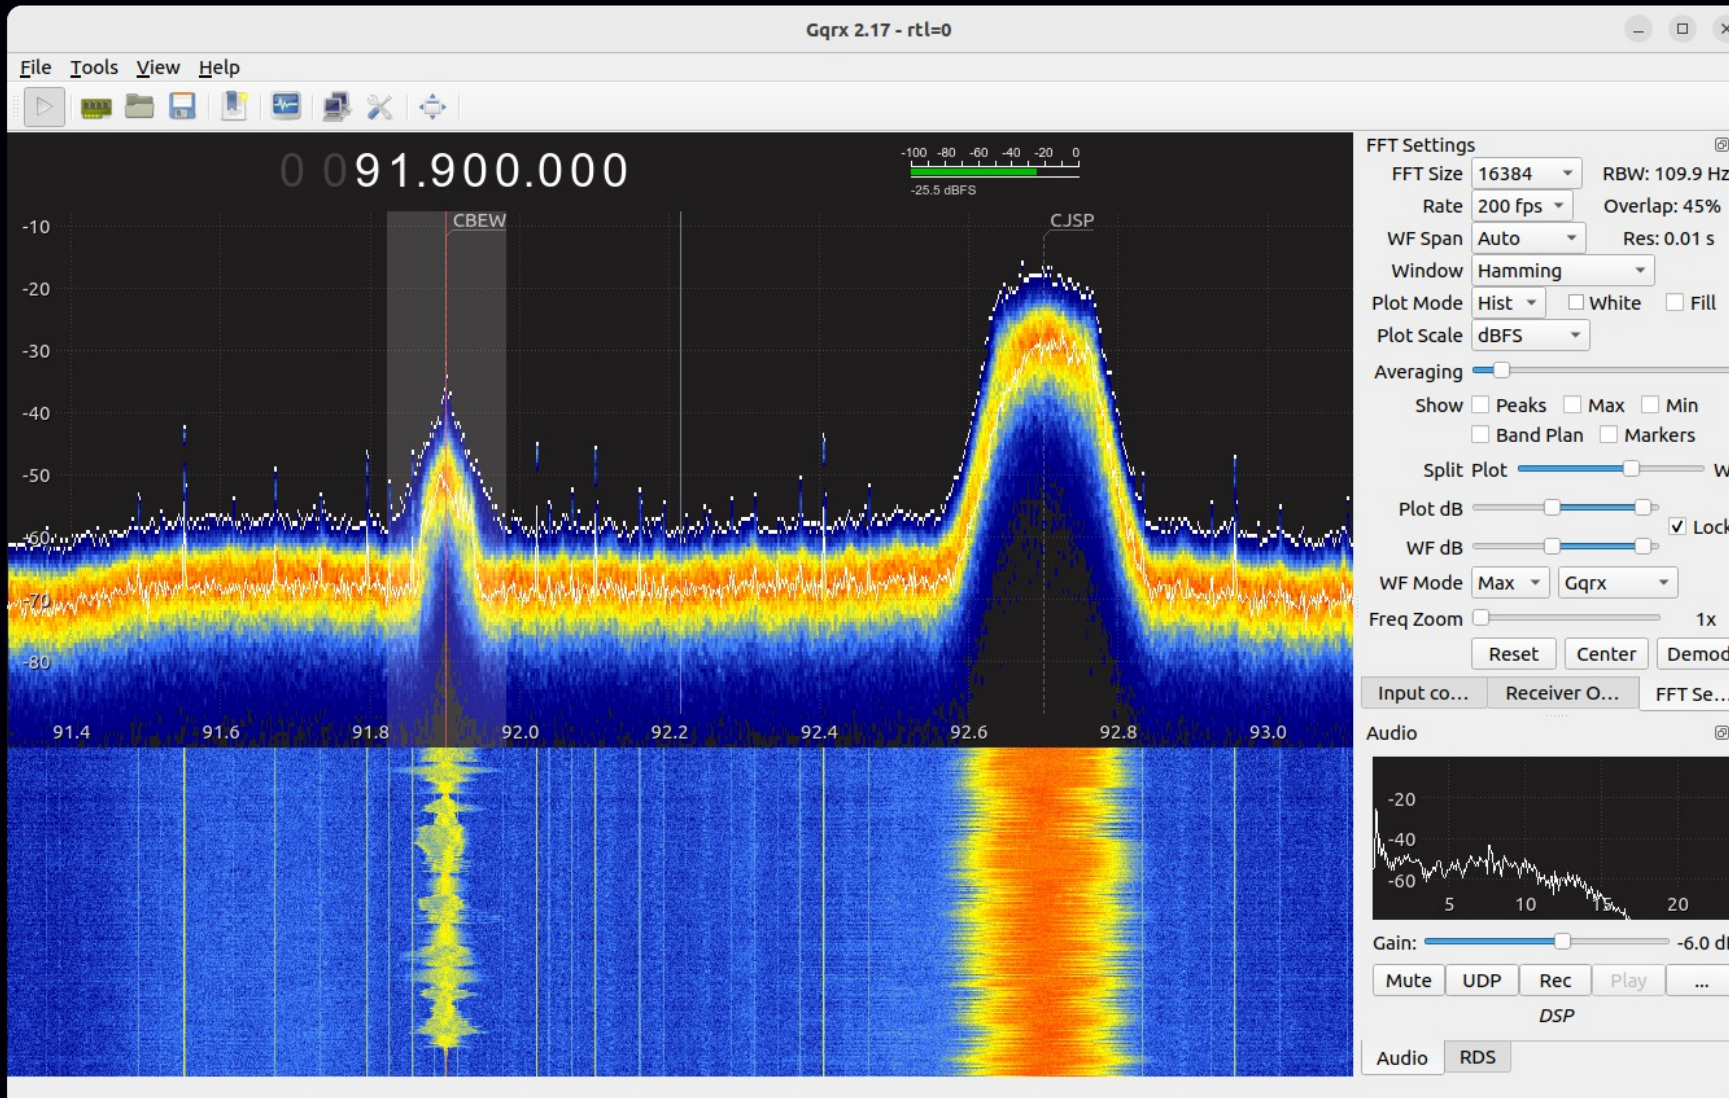 Gqrx 2.17 - rtl=0
File Tools View Help
0 091.900.000
-100 -80 -60 -40 -20 0
-25.5 dBFS
CBEW CJSP
-10
-20
-30
-40
-50
-60
-70
-80
91.4 91.6 91.8 92.0 92.2 92.4 92.6 92.8 93.0
FFT Settings
FFT Size 16384 RBW: 109.9 Hz
Rate 200 fps Overlap: 45%
WF Span Auto Res: 0.01 s
Window Hamming
Plot Mode Hist White Fill
Plot Scale dBFS
Averaging
Show Peaks Max Min
Band Plan Markers
Split Plot W
Plot dB
Lock
WF dB
WF Mode Max Gqrx
Freq Zoom 1x
Reset Center Demod
Input co... Receiver O... FFT Se...
Audio
-20
-40
-60
5 10 15 20
Gain: -6.0 dB
Mute UDP Rec Play ...
DSP
Audio RDS